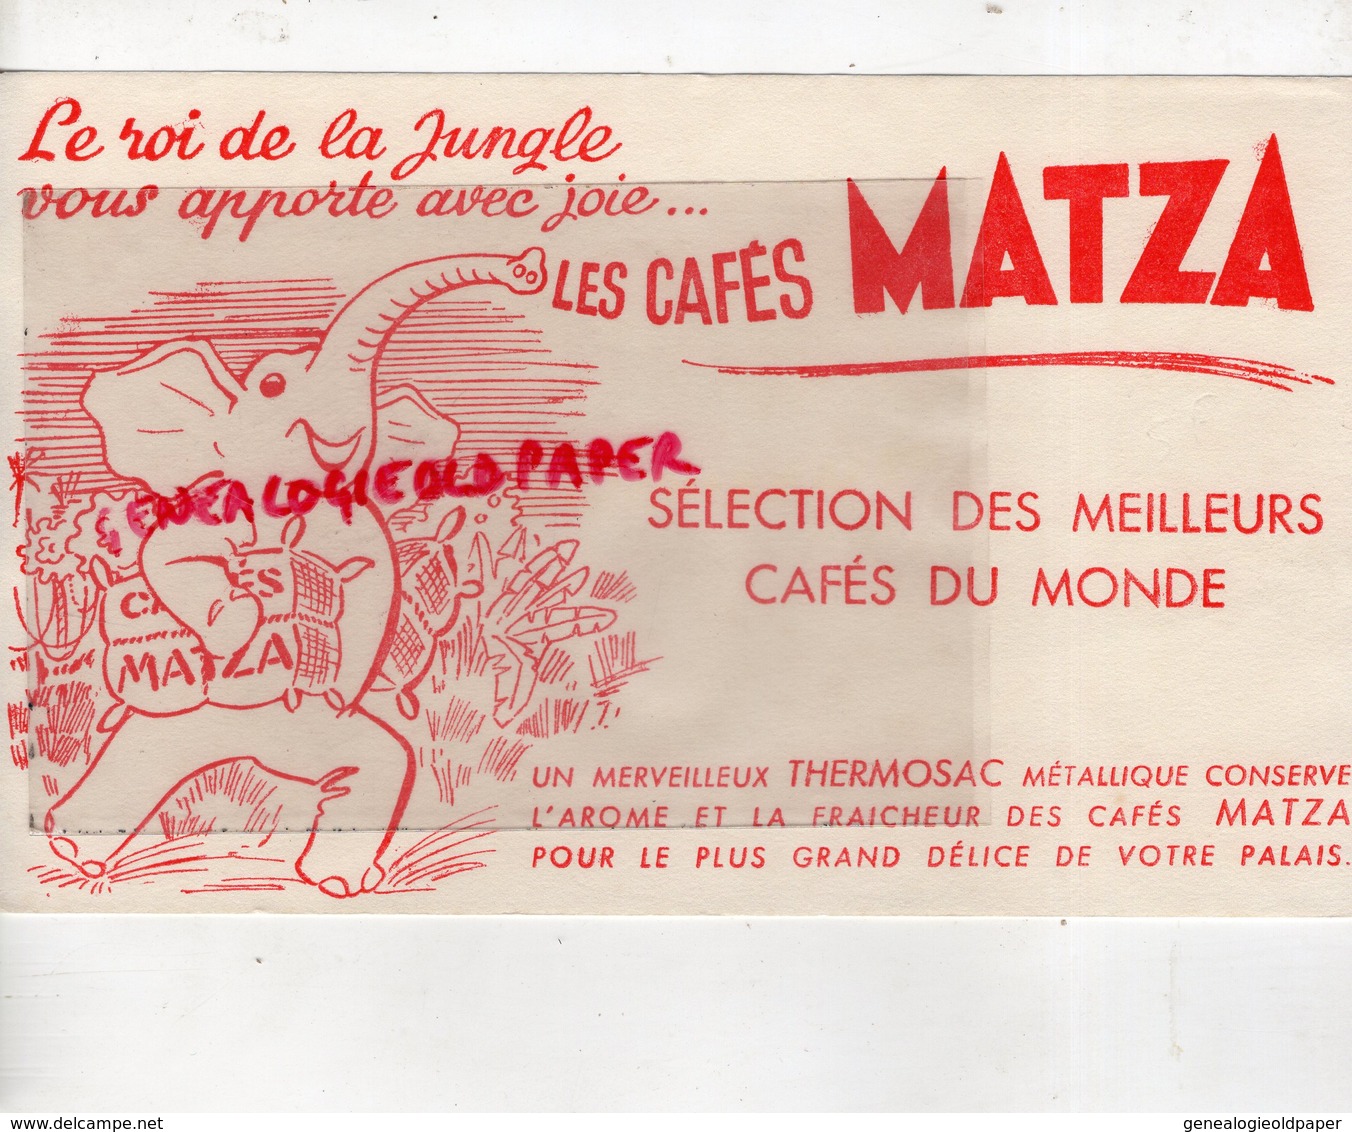 Le roi de la Jungle
vous apporte avec joie...
LES CAFÉS MATZA
GENEALOGIEOLDPAPER
SÉLECTION DES MEILLEURS
CAFÉS DU MONDE
MATZA
UN MERVEILLEUX THERMOSAC MÉTALLIQUE CONSERVE
L'AROME ET LA FRAICHEUR DES CAFÉS MATZA
POUR LE PLUS GRAND DÉLICE DE VOTRE PALAIS.
www.delcampe.net
genealogieoldpaper